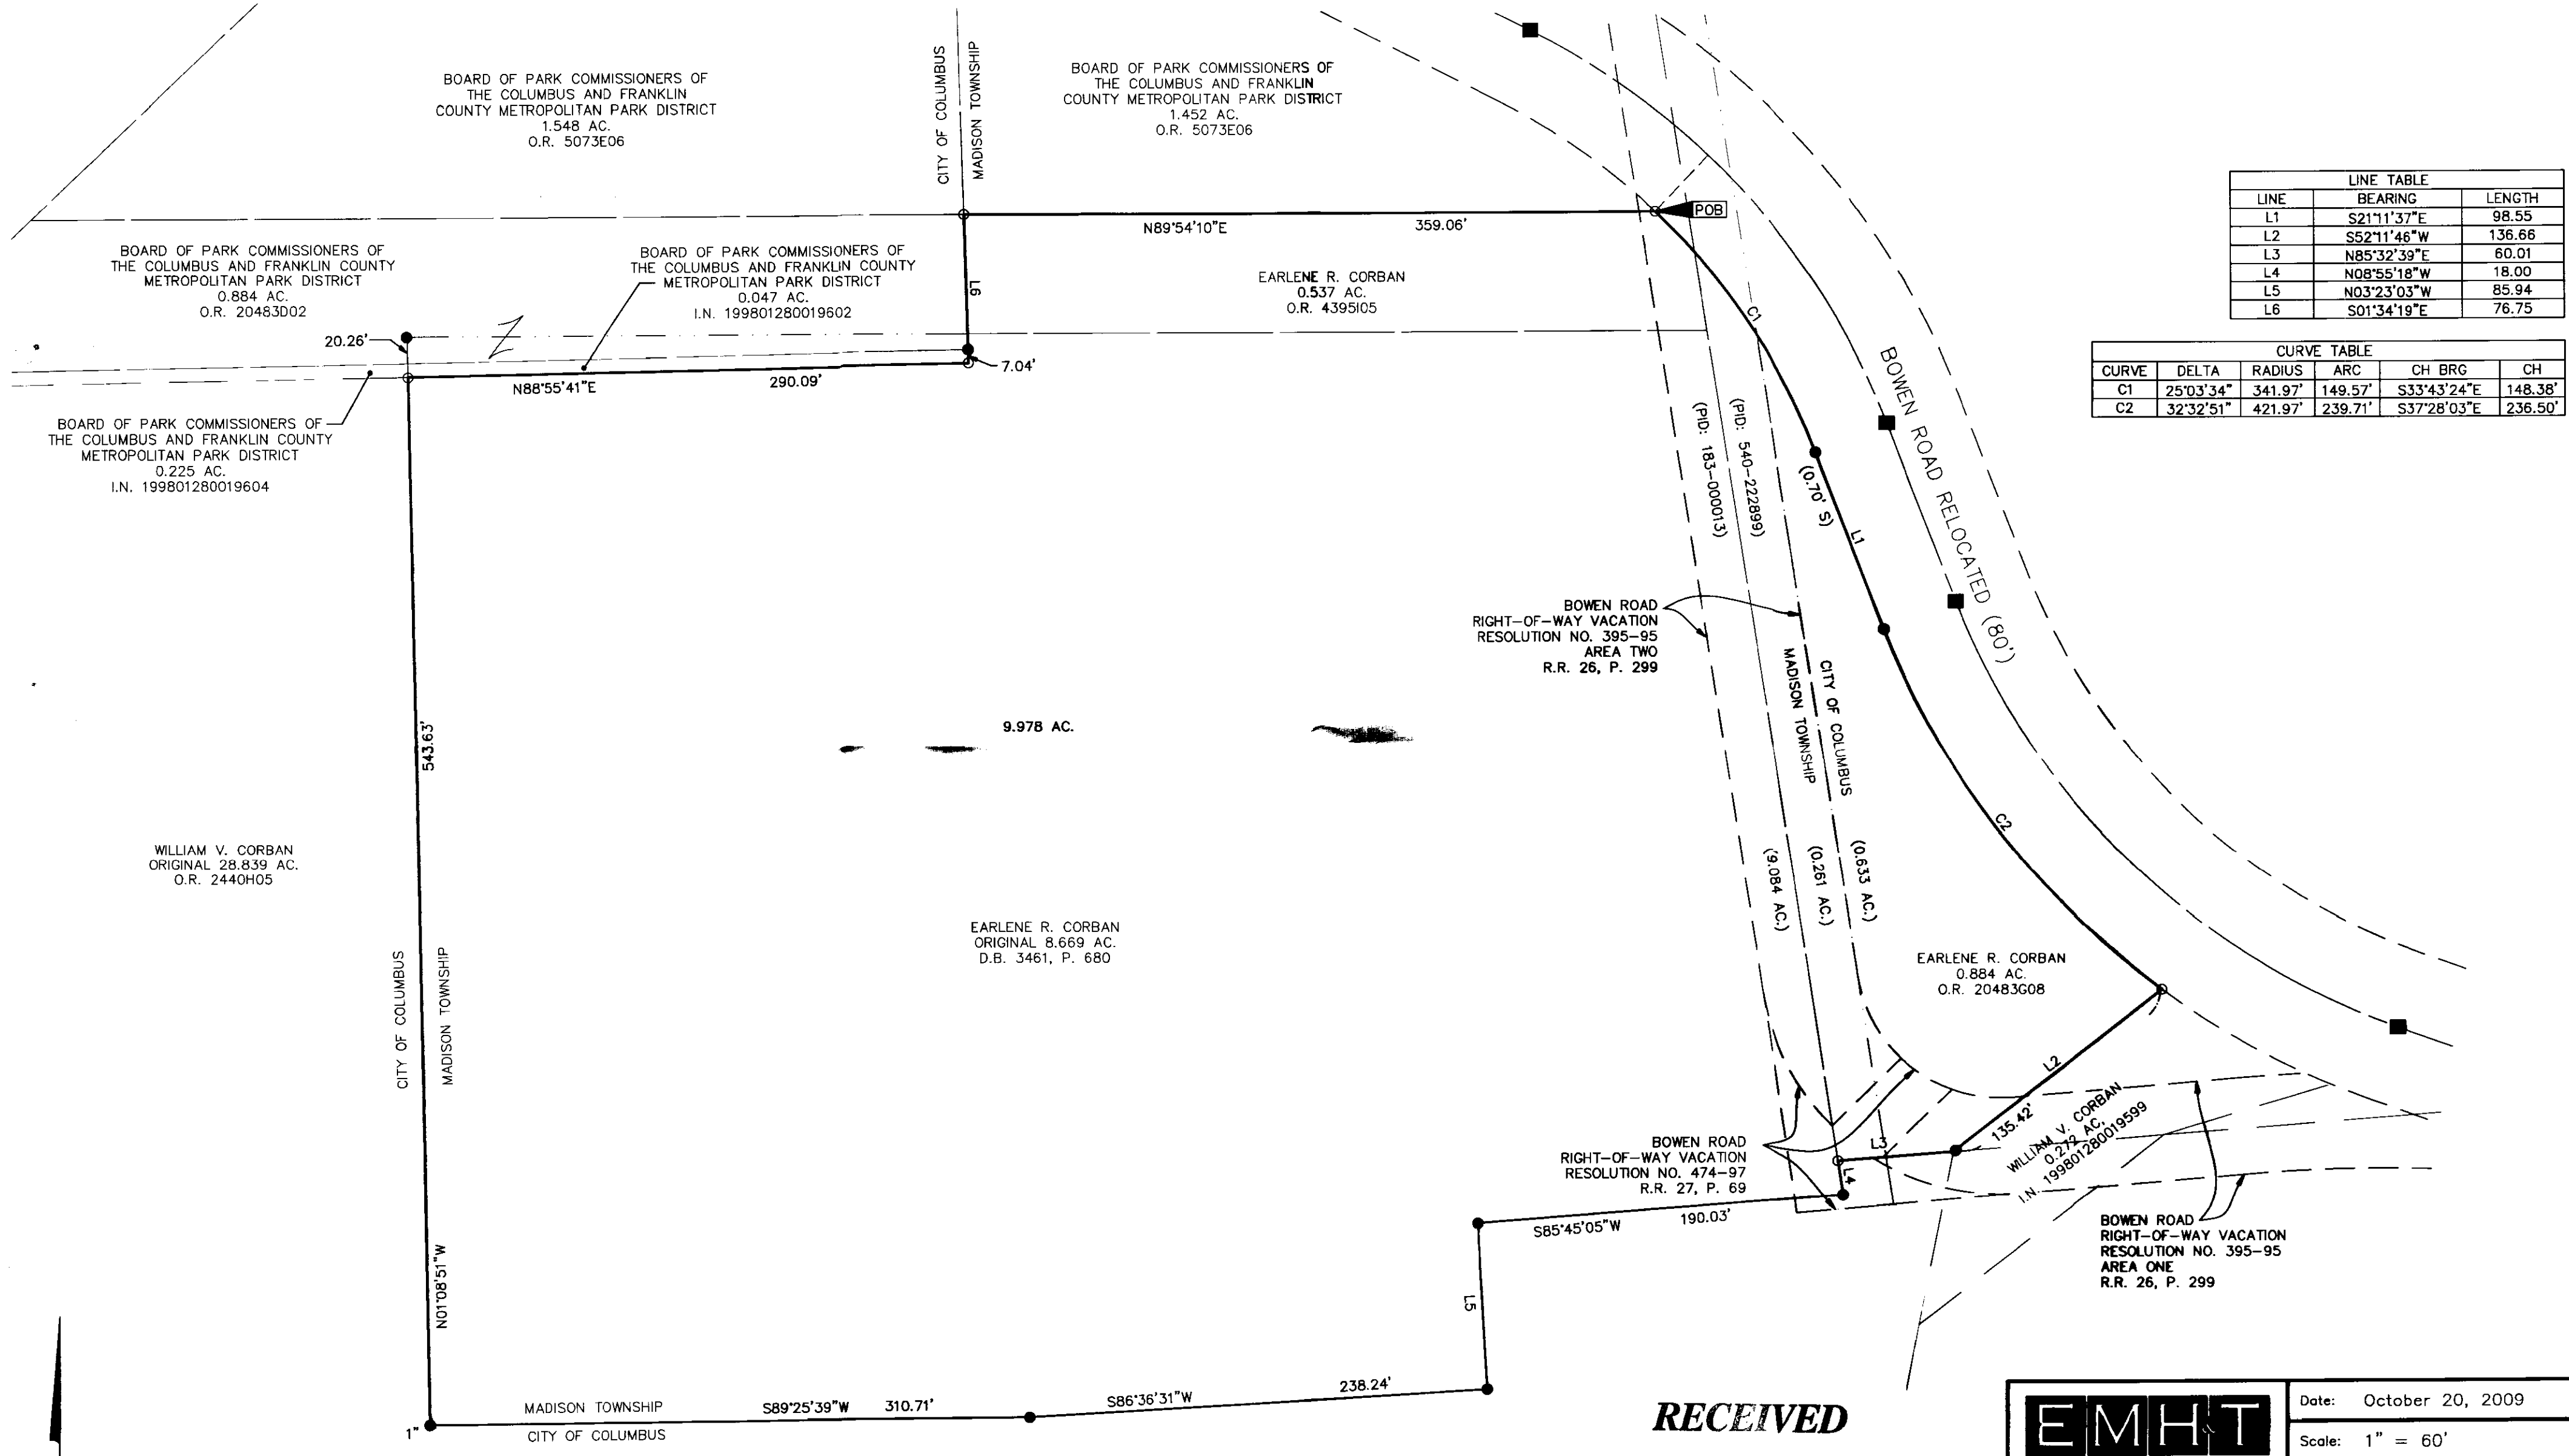 BOARD OF PARK COMMISSIONERS OF
THE COLUMBUS AND FRANKLIN
COUNTY METROPOLITAN PARK DISTRICT
1.548 AC.
O.R. 5073E06
CITY OF COLUMBUS
MADISON TOWNSHIP
BOARD OF PARK COMMISSIONERS OF
THE COLUMBUS AND FRANKLIN
COUNTY METROPOLITAN PARK DISTRICT
1.452 AC.
O.R. 5073E06
LINE TABLE
LINE BEARING LENGTH
L1 S21°11'37"E 98.55
L2 S52°11'46"W 136.66
L3 N85°32'39"E 60.01
L4 N08°55'18"W 18.00
L5 N03°23'03"W 85.94
L6 S01°34'19"E 76.75
CURVE TABLE
CURVE DELTA RADIUS ARC CH BRG CH
C1 25°03'34" 341.97' 149.57' S33°43'24"E 148.38'
C2 32°32'51" 421.97' 239.71' S37°28'03"E 236.50'
POB
N89°54'10"E 359.06'
BOARD OF PARK COMMISSIONERS OF
THE COLUMBUS AND FRANKLIN COUNTY
METROPOLITAN PARK DISTRICT
0.884 AC.
O.R. 20483D02
BOARD OF PARK COMMISSIONERS OF
THE COLUMBUS AND FRANKLIN COUNTY
METROPOLITAN PARK DISTRICT
0.047 AC.
I.N. 199801280019602
L6
EARLENE R. CORBAN
0.537 AC.
O.R. 4395I05
C1
20.26'
7.04'
N88°55'41"E 290.09'
BOARD OF PARK COMMISSIONERS OF
THE COLUMBUS AND FRANKLIN COUNTY
METROPOLITAN PARK DISTRICT
0.225 AC.
I.N. 199801280019604
BOWEN ROAD RELOCATED (80')
(PID: 183-000013)
(PID: 540-222899)
(0.70' S)
L1
BOWEN ROAD
RIGHT-OF-WAY VACATION
RESOLUTION NO. 395-95
AREA TWO
R.R. 26, P. 299
MADISON TOWNSHIP
CITY OF COLUMBUS
543.63'
9.978 AC.
C2
WILLIAM V. CORBAN
ORIGINAL 28.839 AC.
O.R. 2440H05
(9.084 AC.)
(0.261 AC.)
(0.633 AC.)
EARLENE R. CORBAN
ORIGINAL 8.669 AC.
D.B. 3461, P. 680
EARLENE R. CORBAN
0.884 AC.
O.R. 20483G08
CITY OF COLUMBUS
MADISON TOWNSHIP
L2
135.42'
WILLIAM V. CORBAN
0.272 AC.
I.N. 199801280019599
BOWEN ROAD
RIGHT-OF-WAY VACATION
RESOLUTION NO. 474-97
R.R. 27, P. 69
L3
L4
S85°45'05"W 190.03'
BOWEN ROAD
RIGHT-OF-WAY VACATION
RESOLUTION NO. 395-95
AREA ONE
R.R. 26, P. 299
N01°08'51"W
L5
MADISON TOWNSHIP S89°25'39"W 310.71'
S86°36'31"W 238.24'
1"
CITY OF COLUMBUS
RECEIVED
EMH&T
Date: October 20, 2009
Scale: 1" = 60'